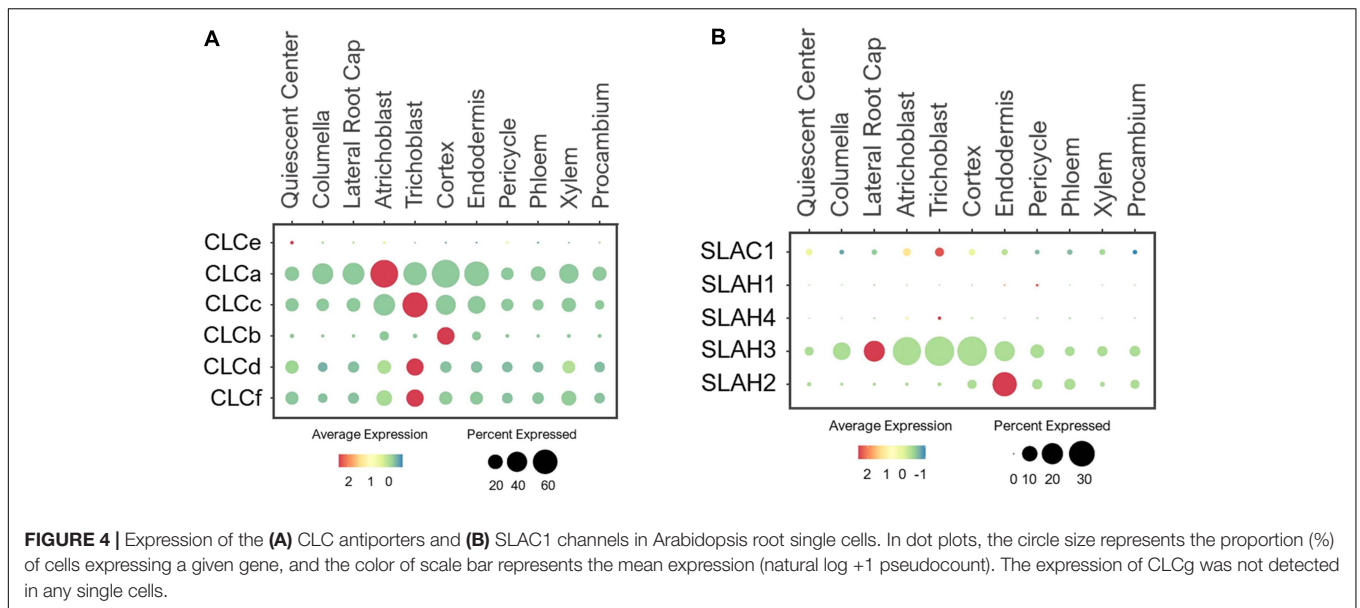 A
Quiescent Center
Columella
Lateral Root Cap
Atrichoblast
Trichoblast
Cortex
Endodermis
Pericycle
Phloem
Xylem
Procambium
CLCe
CLCa
CLCc
CLCb
CLCd
CLCf
Average Expression
2 1 0
Percent Expressed
20 40 60
B
Quiescent Center
Columella
Lateral Root Cap
Atrichoblast
Trichoblast
Cortex
Endodermis
Pericycle
Phloem
Xylem
Procambium
SLAC1
SLAH1
SLAH4
SLAH3
SLAH2
Average Expression
2 1 0 -1
Percent Expressed
0 10 20 30
FIGURE 4 | Expression of the (A) CLC antiporters and (B) SLAC1 channels in Arabidopsis root single cells. In dot plots, the circle size represents the proportion (%)
of cells expressing a given gene, and the color of scale bar represents the mean expression (natural log +1 pseudocount). The expression of CLCg was not detected
in any single cells.